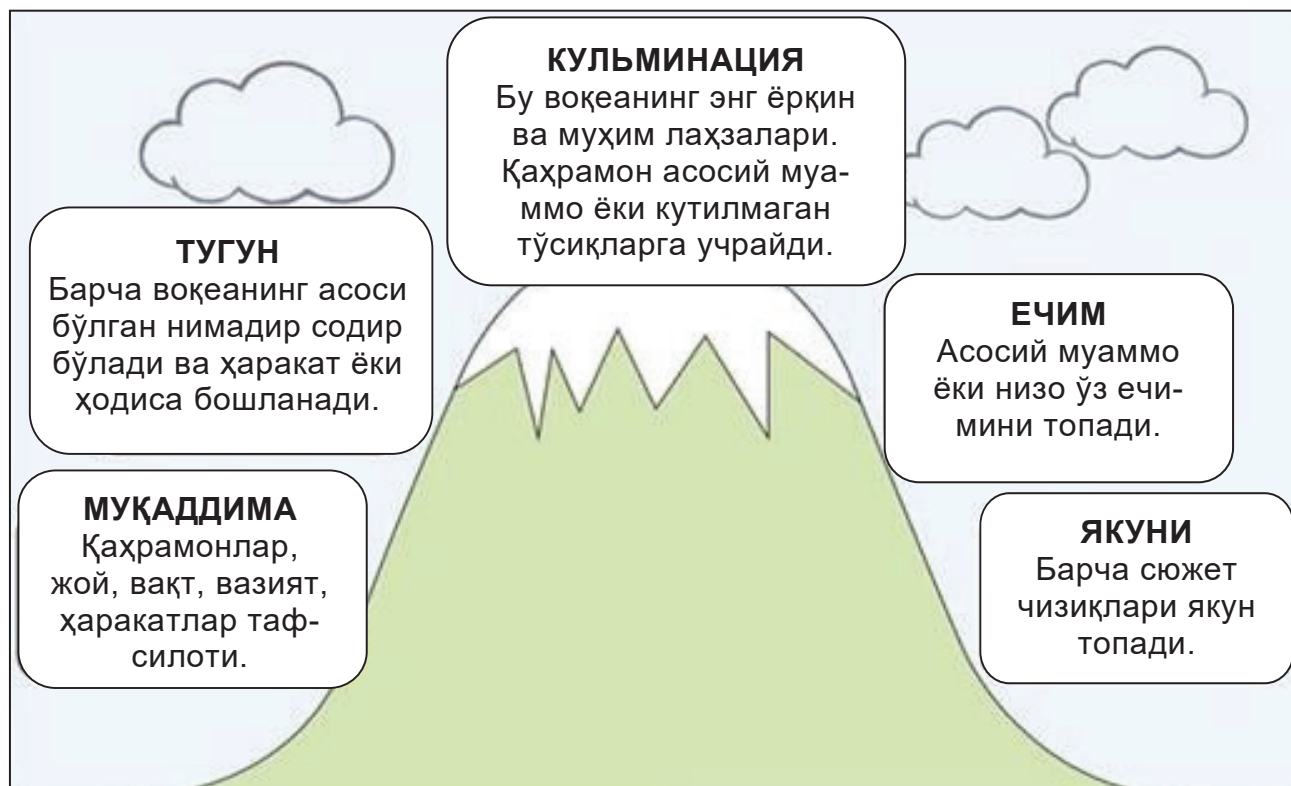 КУЛЬМИНАЦИЯ
Бу воқеанинг энг ёрқин
ва муҳим лаҳзалари.
Қаҳрамон асосий муа-
ммо ёки кутилмаган
тўсиқларга учрайди.
ТУГУН
Барча воқеанинг асоси
бўлган нимадир содир
бўлади ва ҳаракат ёки
ҳодиса бошланади.
ЕЧИМ
Асосий муаммо
ёки низо ўз ечи-
мини топади.
МУҚАДДИМА
Қаҳрамонлар,
жой, вақт, вазият,
ҳаракатлар таф-
силоти.
ЯКУНИ
Барча сюжет
чизиқлари якун
топади.